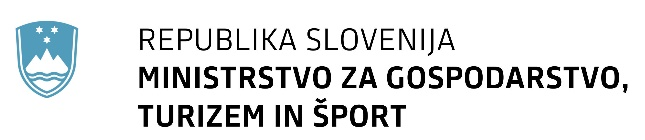 REPUBLIKA SLOVENIJA
MINISTRSTVO ZA GOSPODARSTVO,
TURIZEM IN ŠPORT